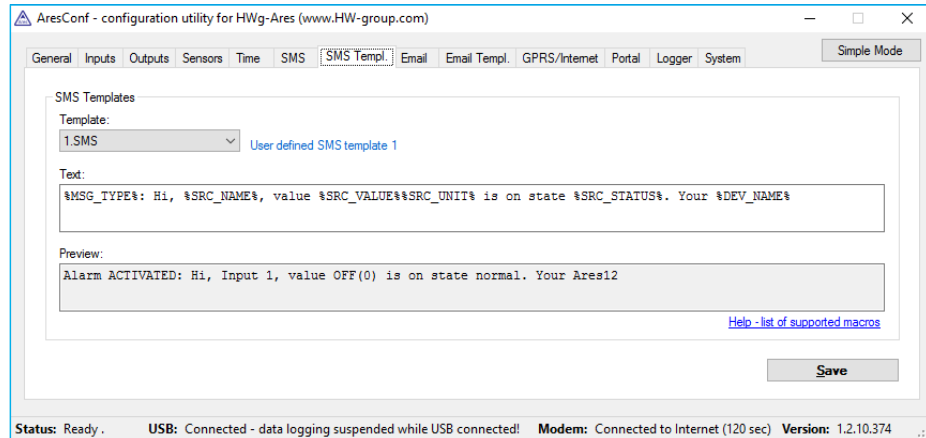 AresConf - configuration utility for HWg-Ares (www.HW-group.com)
General Inputs Outputs Sensors Time SMS SMS Templ. Email Email Templ. GPRS/Internet Portal Logger System Simple Mode
SMS Templates
Template:
1.SMS User defined SMS template 1
Text:
%MSG_TYPE%: Hi, %SRC_NAME%, value %SRC_VALUE%%SRC_UNIT% is on state %SRC_STATUS%. Your %DEV_NAME%
Preview:
Alarm ACTIVATED: Hi, Input 1, value OFF(0) is on state normal. Your Ares12
Help - list of supported macros
Save
Status: Ready . USB: Connected - data logging suspended while USB connected! Modem: Connected to Internet (120 sec) Version: 1.2.10.374